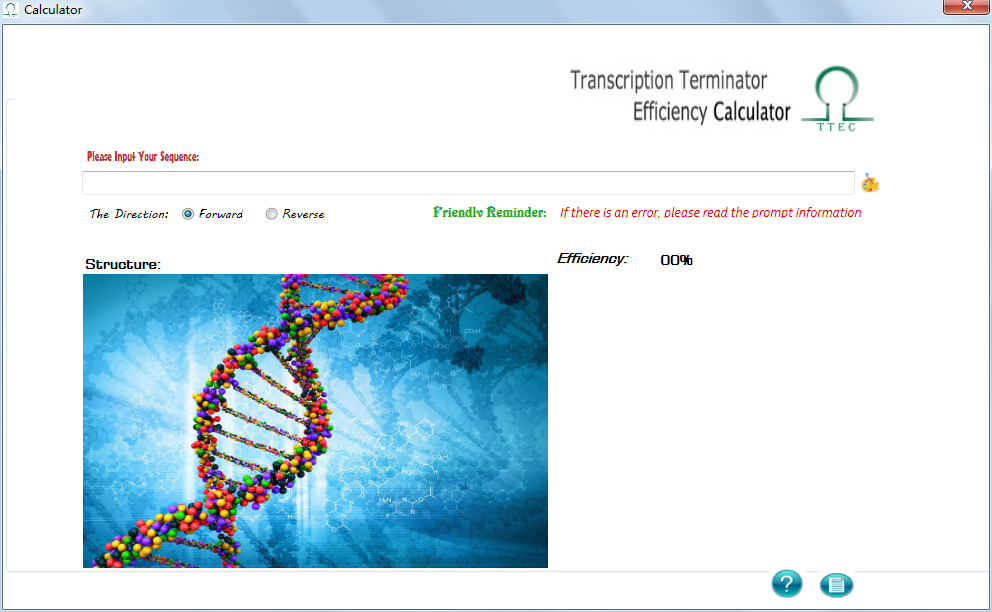 Calculator
Transcription Terminator
Efficiency Calculator
TTEC
Please Input Your Sequence:
The Direction: Forward Reverse
Friendly Reminder: If there is an error, please read the prompt information
Structure:
Efficiency: 00%
?